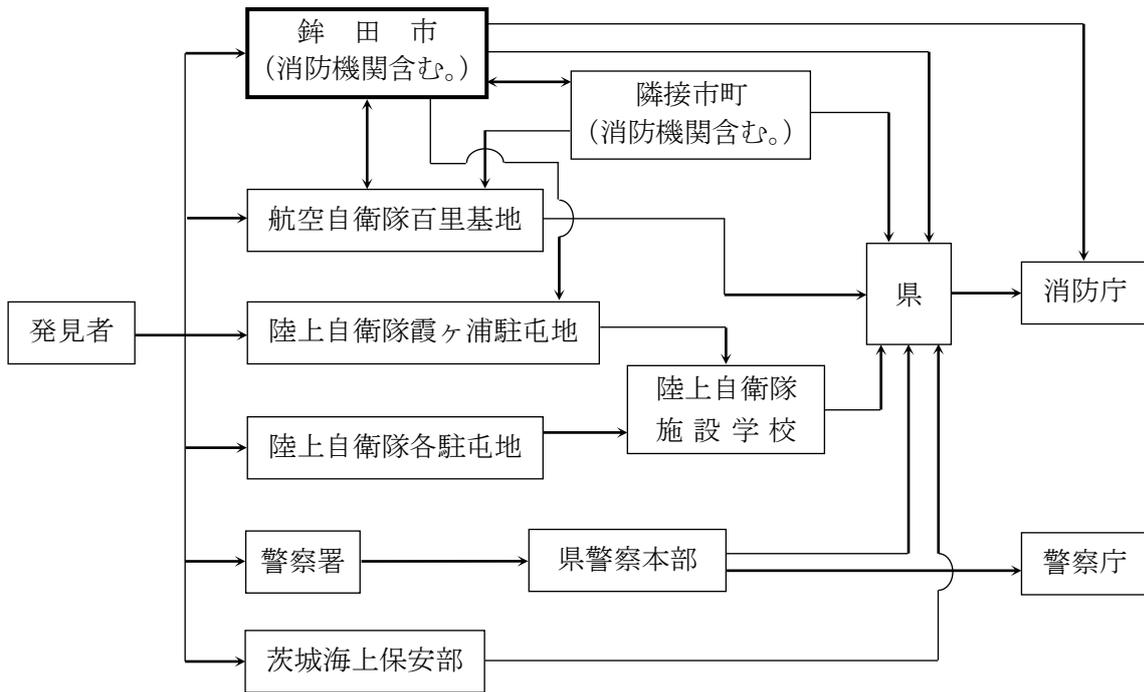 鉾田市
(消防機関含む。)
隣接市町
(消防機関含む。)
航空自衛隊百里基地
県
消防庁
発見者
陸上自衛隊霞ヶ浦駐屯地
陸上自衛隊
施設学校
陸上自衛隊各駐屯地
警察署
県警察本部
警察庁
茨城海上保安部